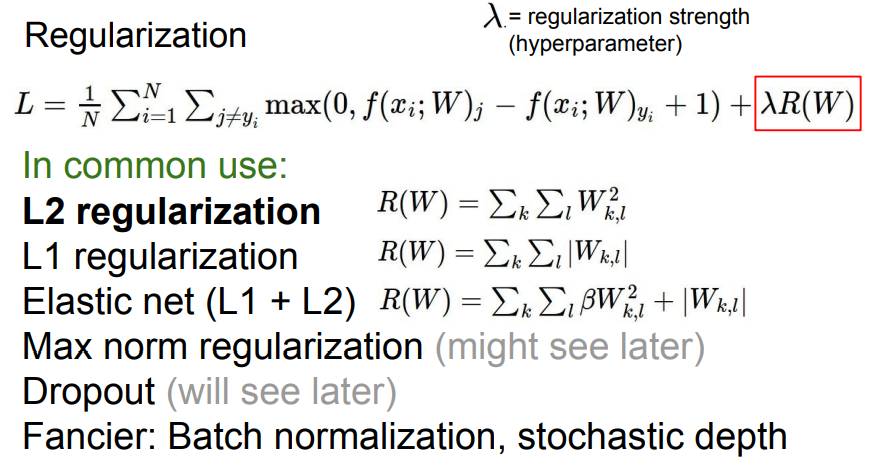 Regularization
λ. = regularization strength
(hyperparameter)
L = \frac{1}{N} \sum_{i=1}^{N} \sum_{j \neq y_i} \max(0, f(x_i; W)_j - f(x_i; W)_{y_i} + 1) + \lambda R(W)
In common use:
L2 regularization R(W) = \sum_k \sum_l W_{k,l}^2
L1 regularization R(W) = \sum_k \sum_l |W_{k,l}|
Elastic net (L1 + L2) R(W) = \sum_k \sum_l \beta W_{k,l}^2 + |W_{k,l}|
Max norm regularization (might see later)
Dropout (will see later)
Fancier: Batch normalization, stochastic depth